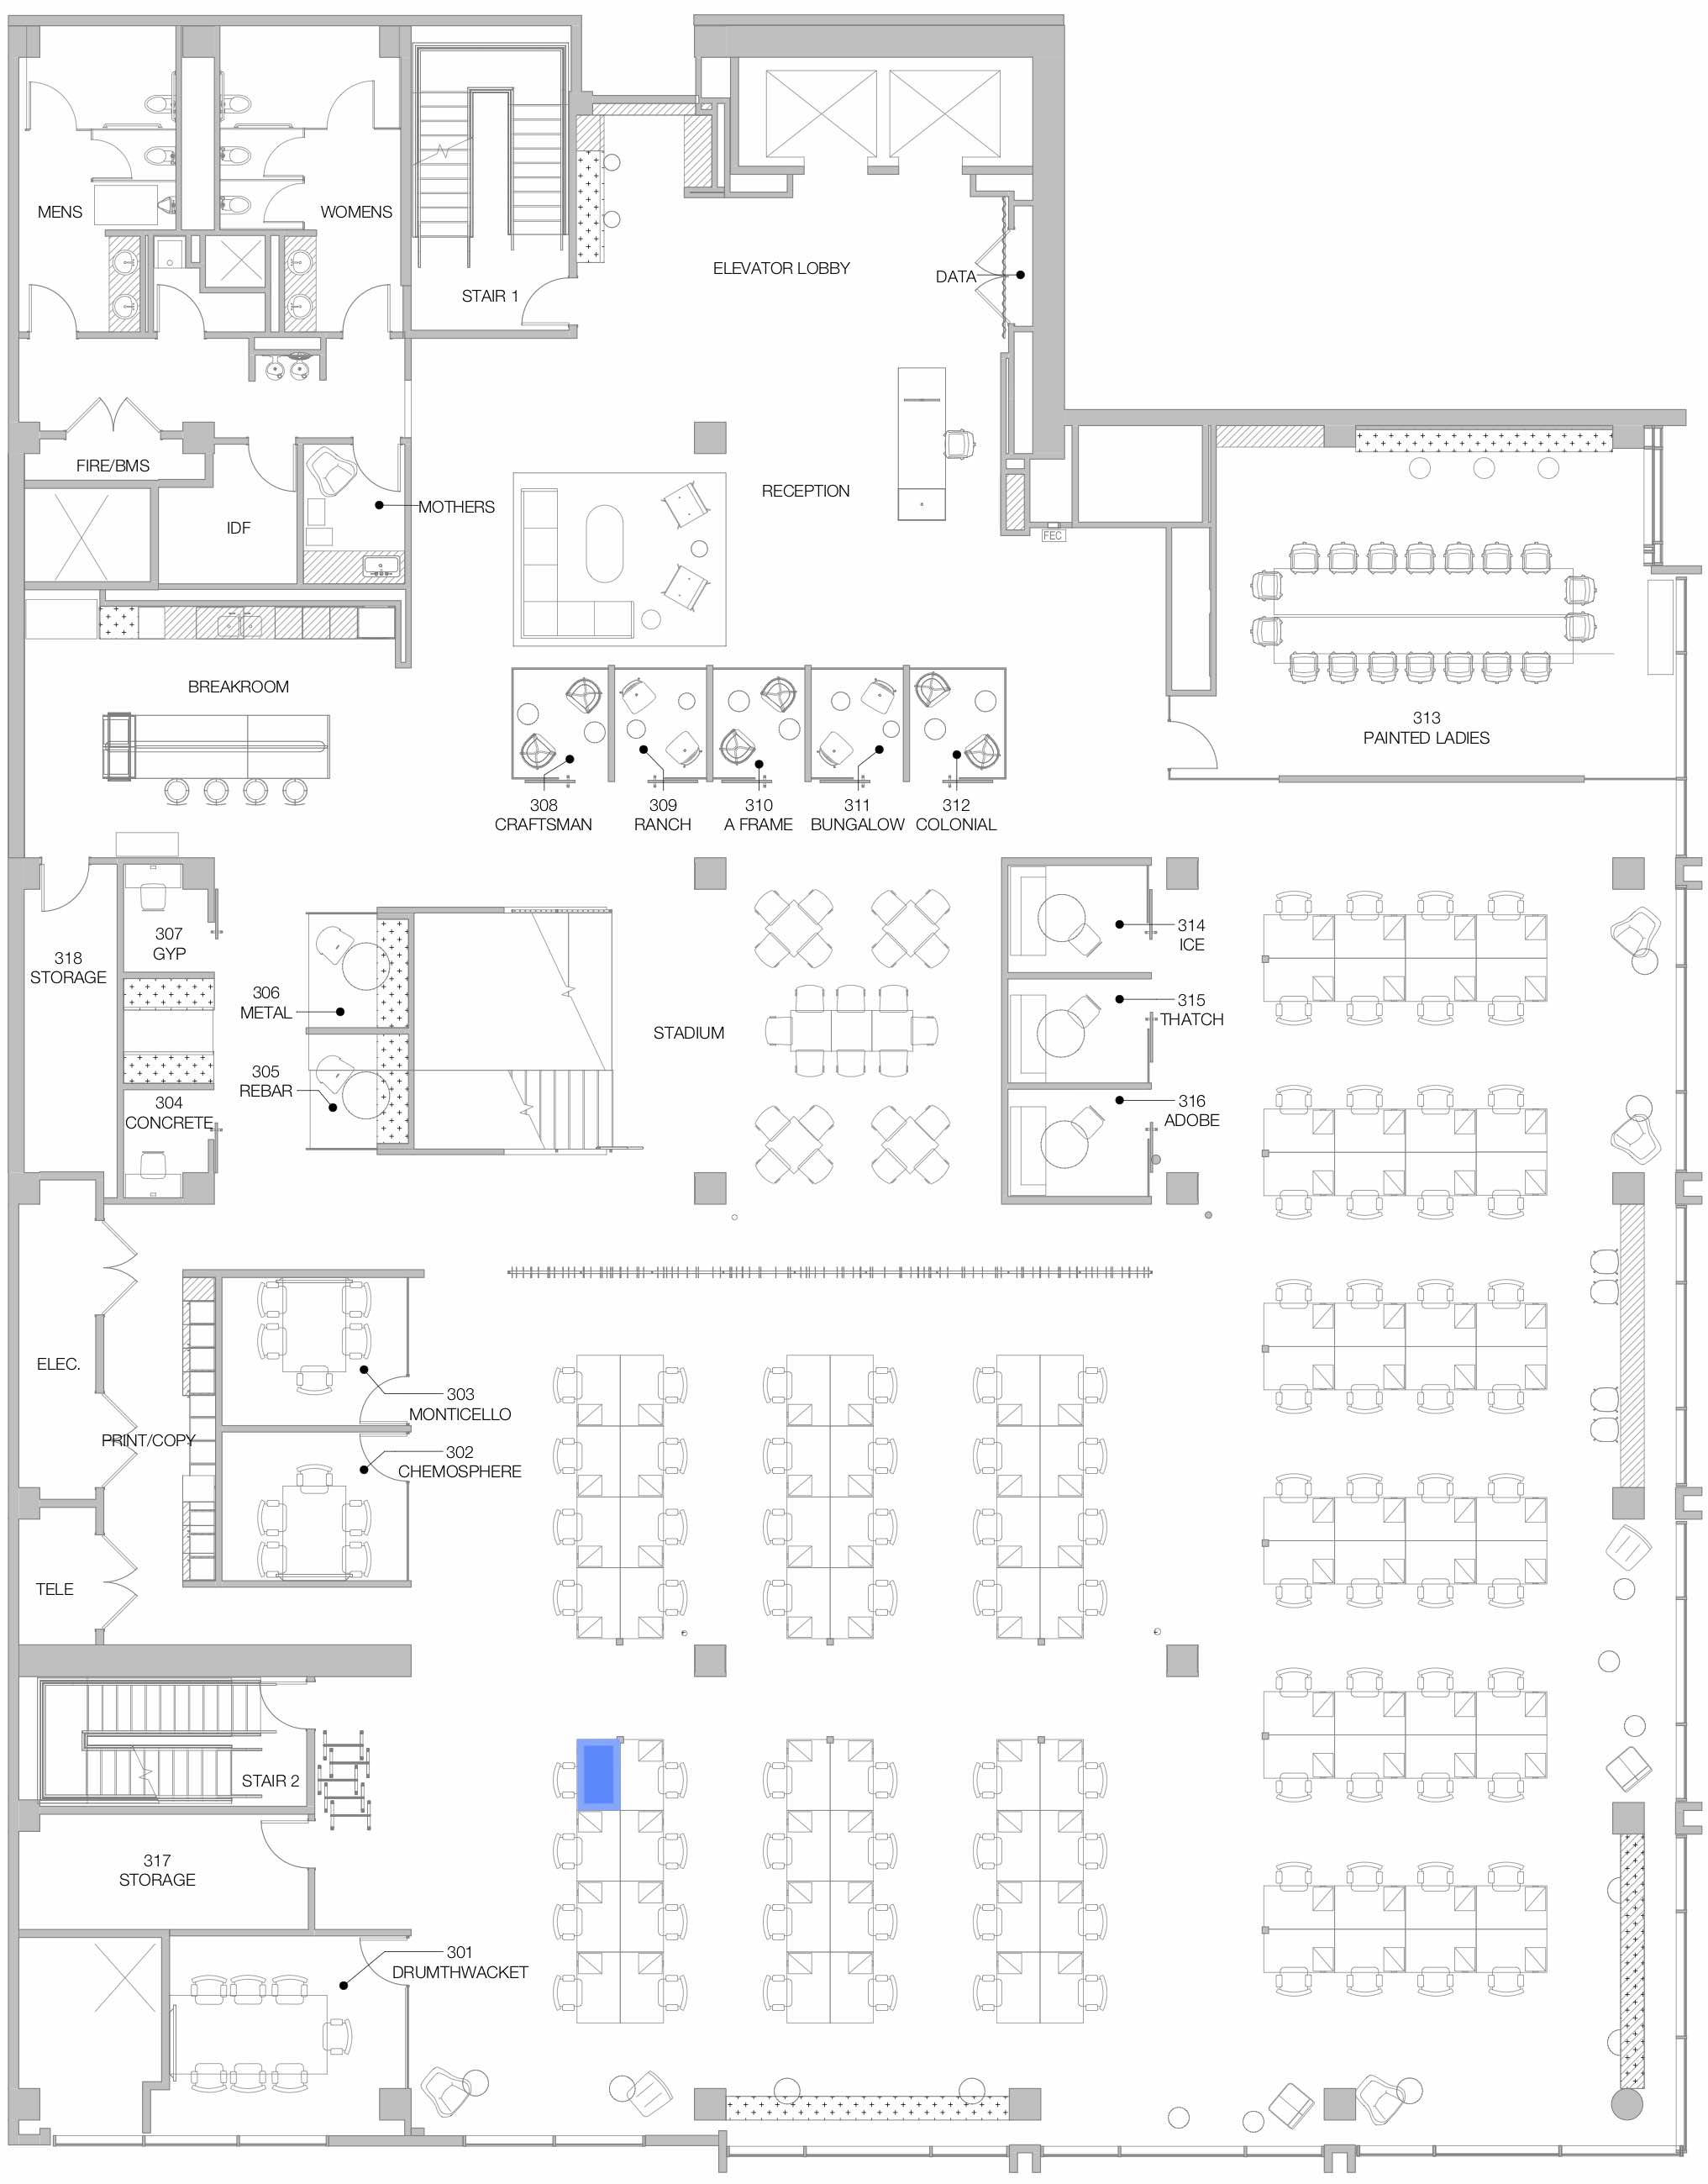 MENS
WOMENS
STAIR 1
ELEVATOR LOBBY
DATA
FIRE/BMS
IDF
MOTHERS
RECEPTION
FEC
BREAKROOM
313
PAINTED LADIES
308
CRAFTSMAN
309
RANCH
310
A FRAME
311
BUNGALOW
312
COLONIAL
307
GYP
318
STORAGE
306
METAL
305
REBAR
304
CONCRETE
STADIUM
314
ICE
315
THATCH
316
ADOBE
ELEC.
303
MONTICELLO
PRINT/COPY
302
CHEMOSPHERE
TELE
STAIR 2
317
STORAGE
301
DRUMTHWACKET